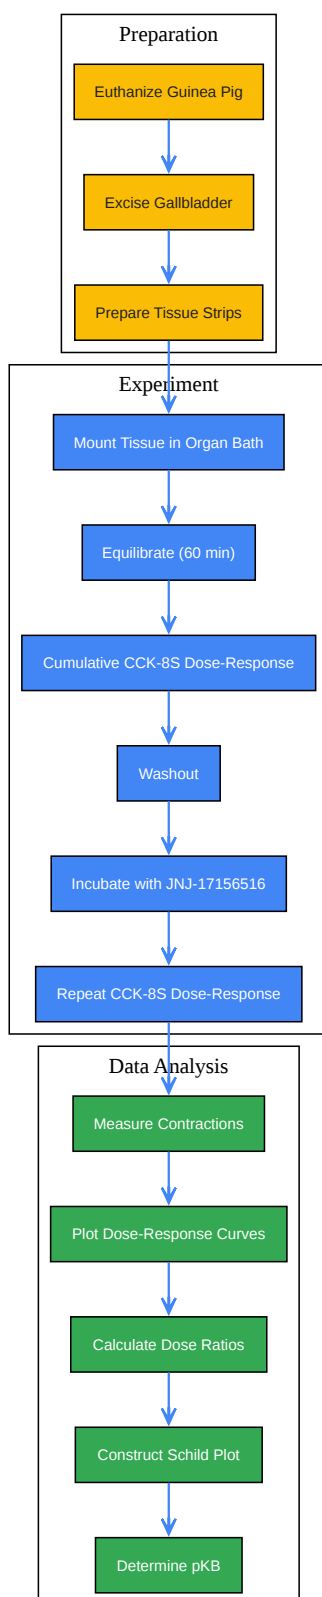 Preparation
Euthanize Guinea Pig
Excise Gallbladder
Prepare Tissue Strips
Experiment
Mount Tissue in Organ Bath
Equilibrate (60 min)
Cumulative CCK-8S Dose-Response
Washout
Incubate with JNJ-17156516
Repeat CCK-8S Dose-Response
Data Analysis
Measure Contractions
Plot Dose-Response Curves
Calculate Dose Ratios
Construct Schild Plot
Determine pKB